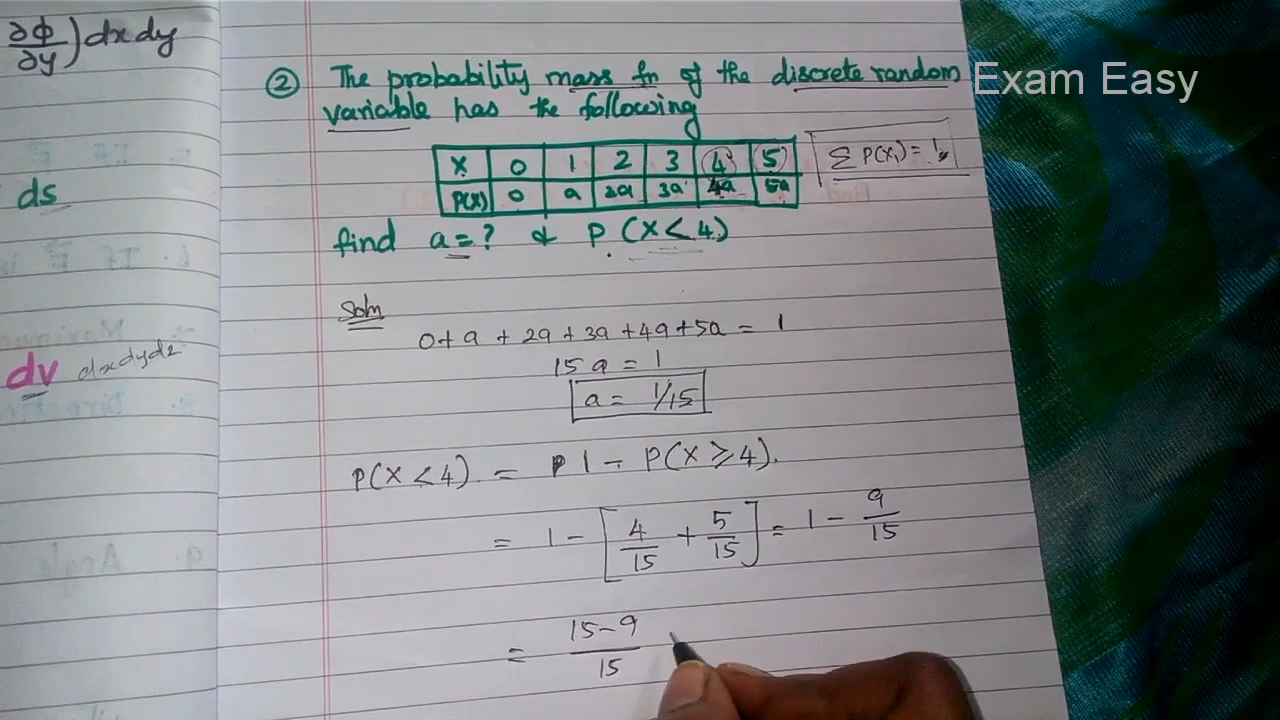 ∂Φ/∂y) dx dy
ds
dv dxdydz
② The probability mass fn of the discrete random
variable has the following
X 0 1 2 3 4 5
P(X) 0 a 2a 3a 4a 5a
Σ P(Xi) = 1
find a = ? & P (X < 4)
Soln
0 + a + 2a + 3a + 4a + 5a = 1
15 a = 1
a = 1/15
P(X < 4) = 1 - P(X ≥ 4).
= 1 - [4/15 + 5/15] = 1 - 9/15
= 15-9/15
Exam Easy